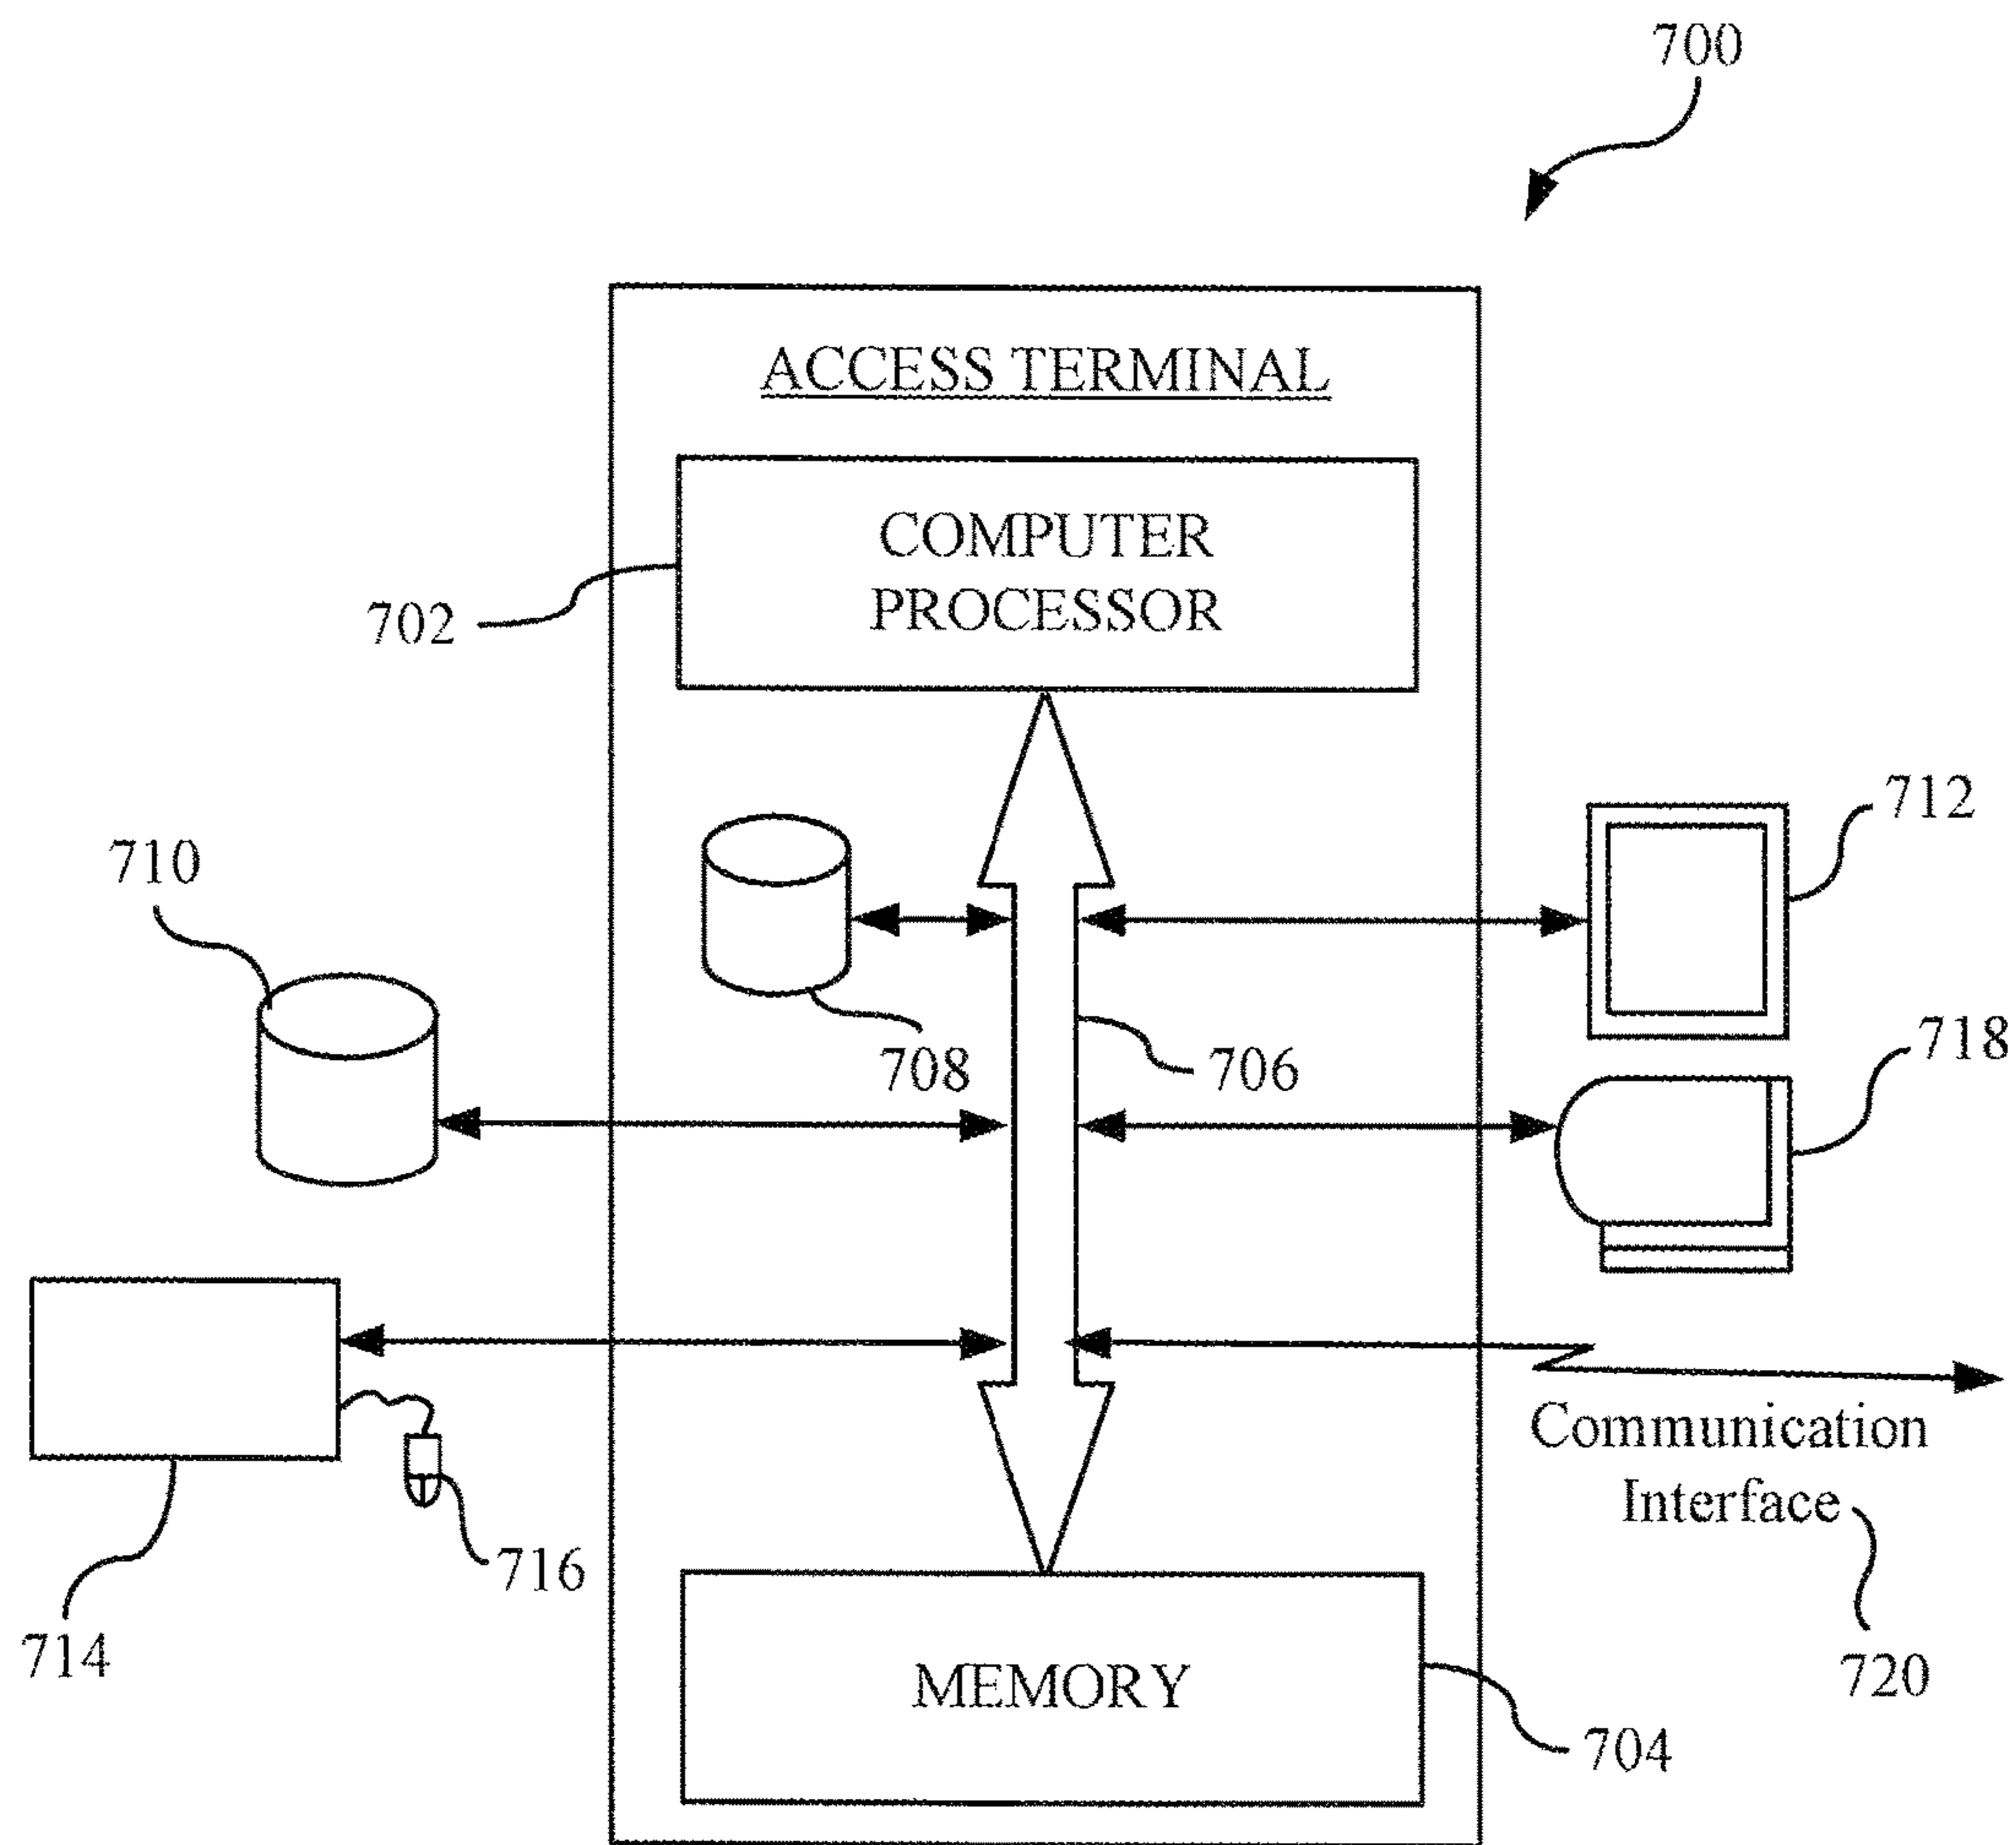 700
ACCESS TERMINAL
COMPUTER
PROCESSOR
702
712
710
708
706
718
Communication
Interface
716
714
720
MEMORY
704